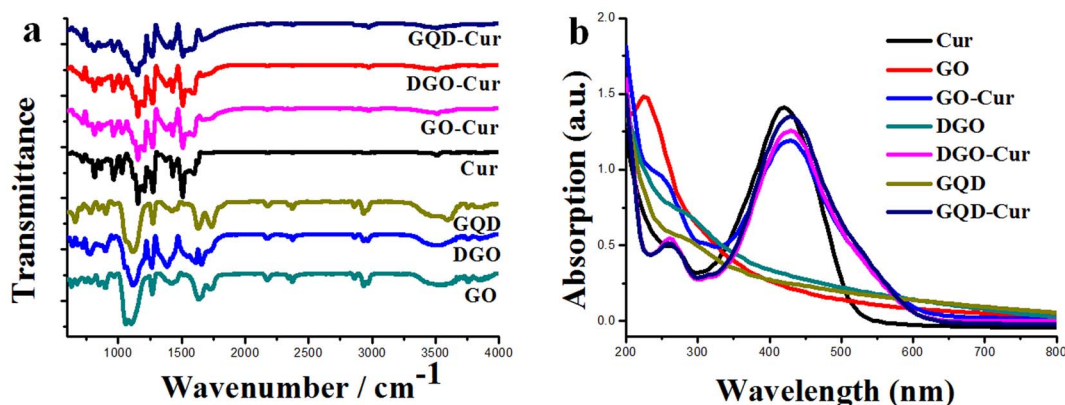 a
GQD-Cur
DGO-Cur
GO-Cur
Cur
GQD
DGO
GO
Transmittance
1000 1500 2000 2500 3000 3500 4000
Wavenumber / cm-1
b
Cur
GO
GO-Cur
DGO
DGO-Cur
GQD
GQD-Cur
2.0
1.5
1.0
0.5
0.0
Absorption (a.u.)
200 300 400 500 600 700 800
Wavelength (nm)